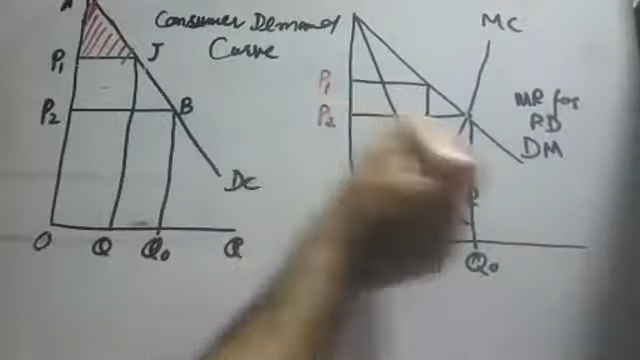 A
Consumer Demand
Curve
P1
J
P2
B
DC
O
Q
Q0
Q
MC
P1
P2
MR for
PD
DM
Q0